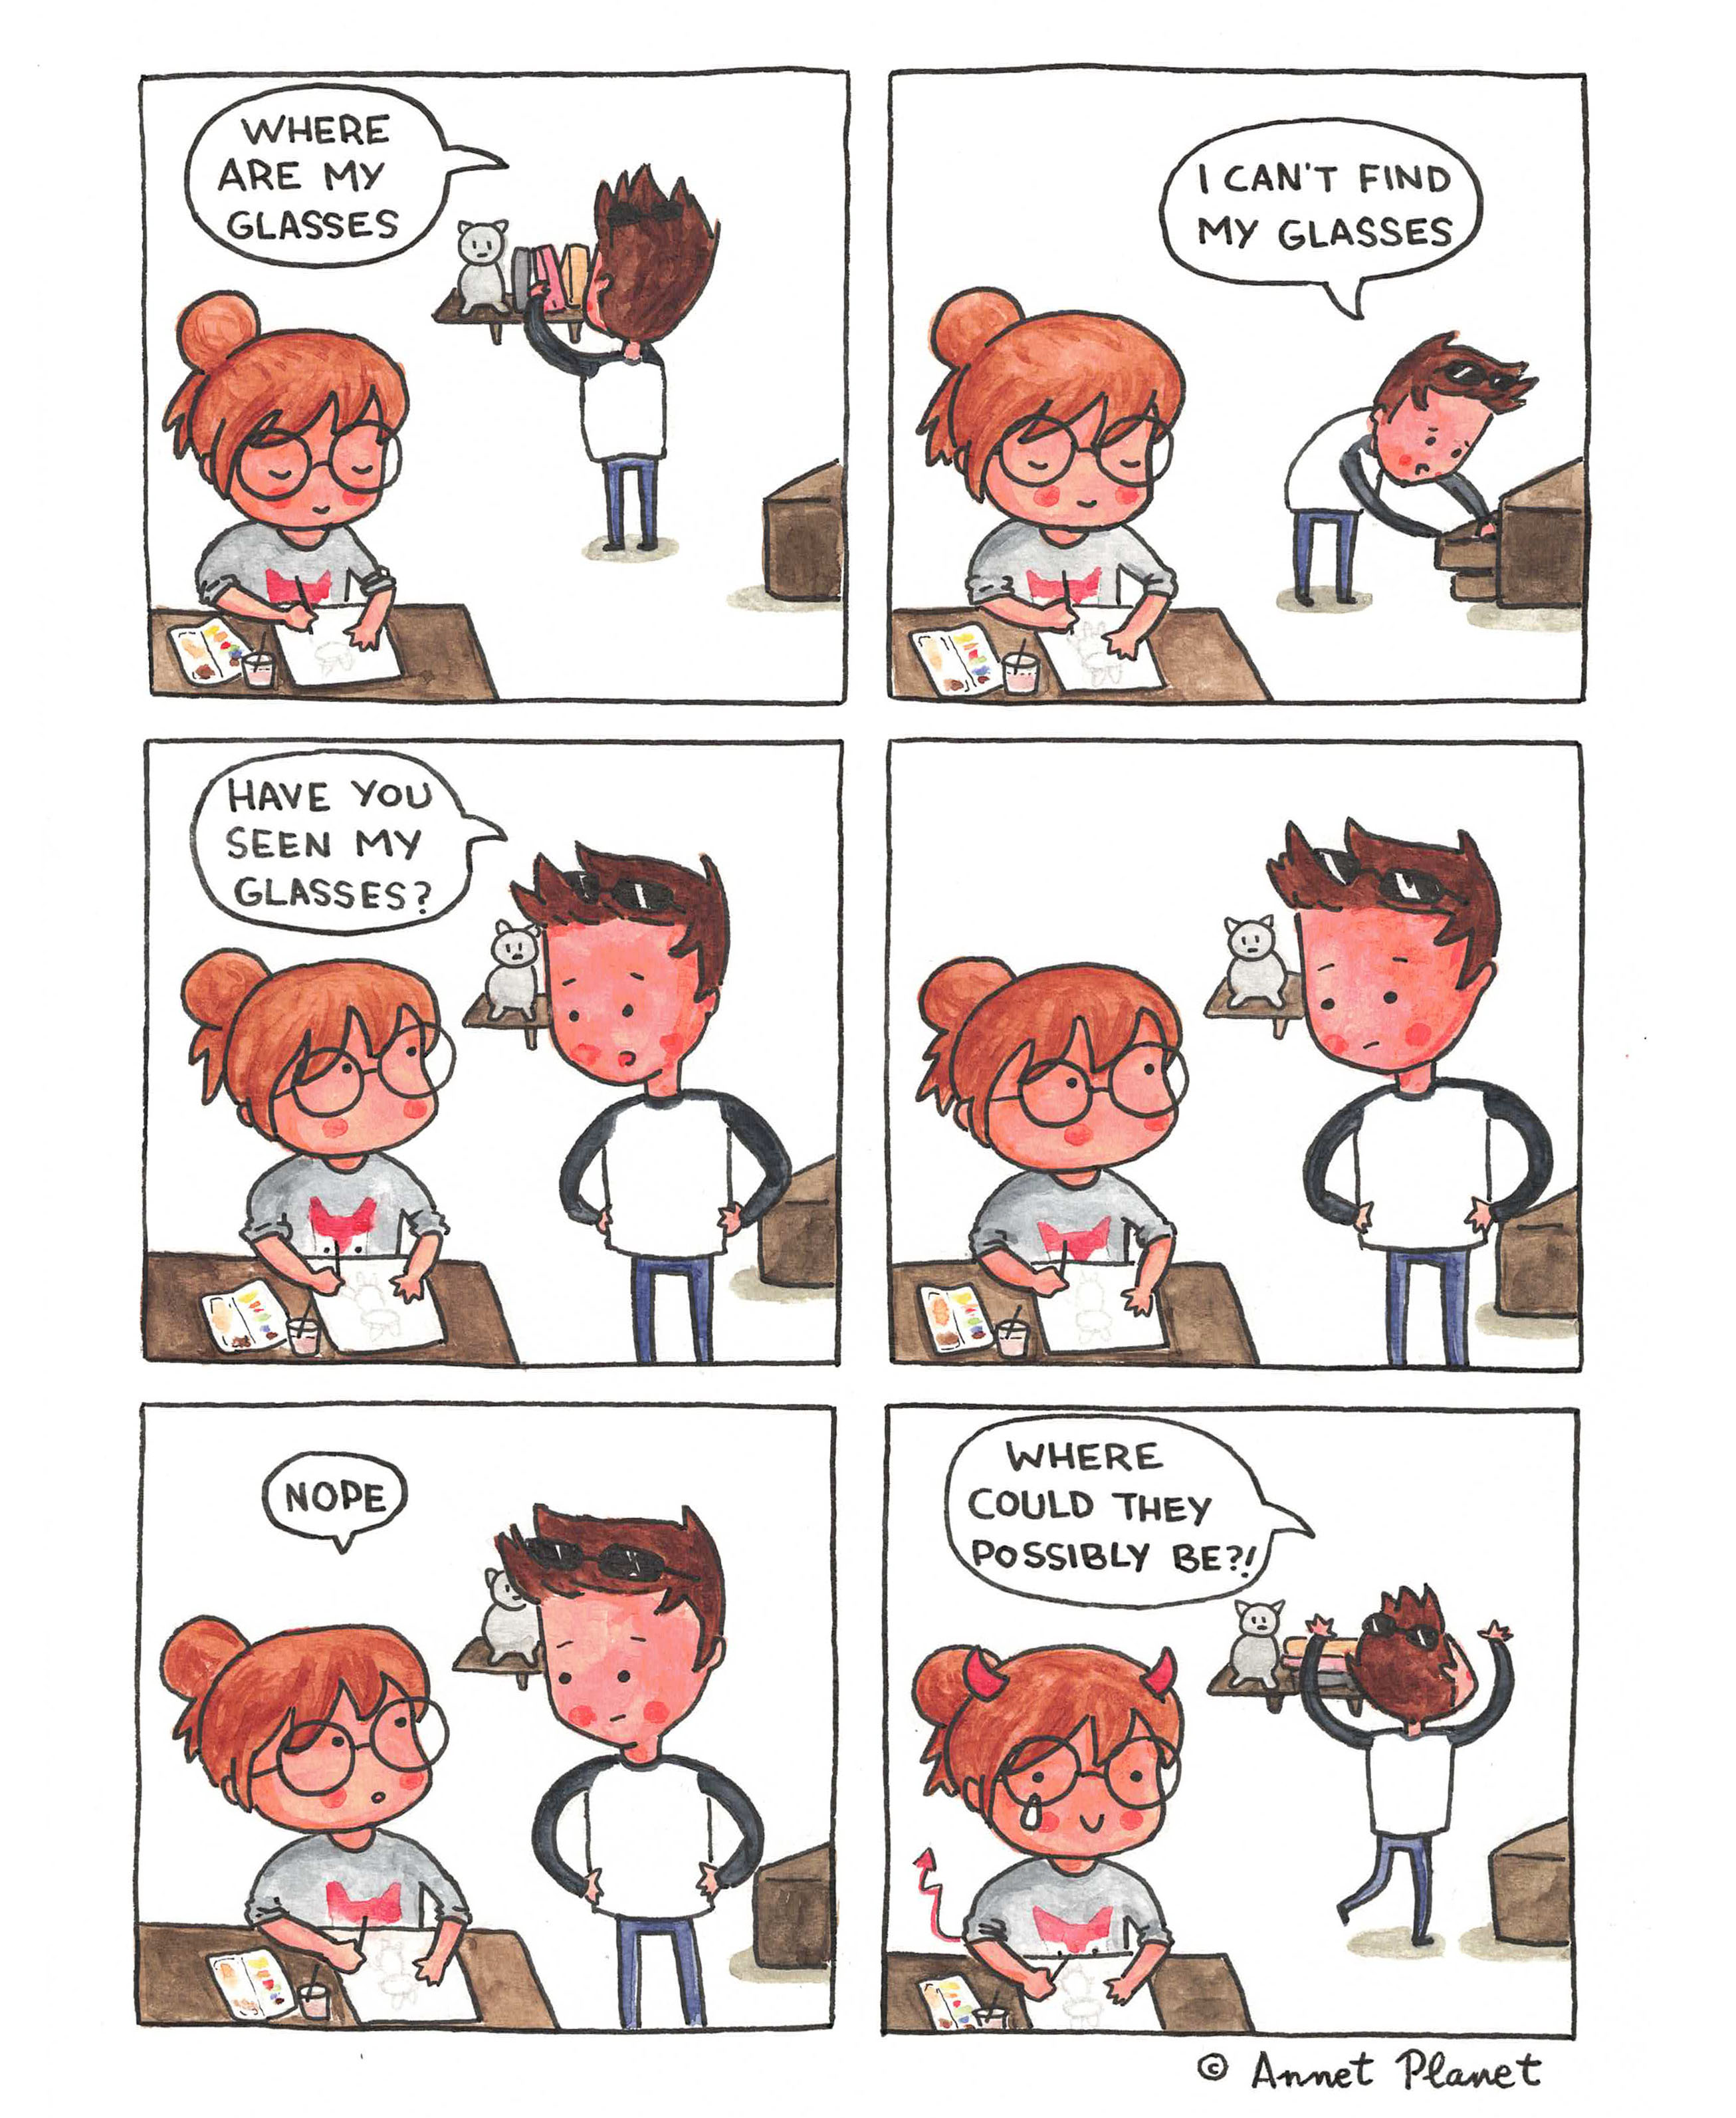 WHERE
ARE MY
GLASSES
I CAN'T FIND
MY GLASSES
HAVE YOU
SEEN MY
GLASSES?
NOPE
WHERE
COULD THEY
POSSIBLY BE?!
© Annet Planet